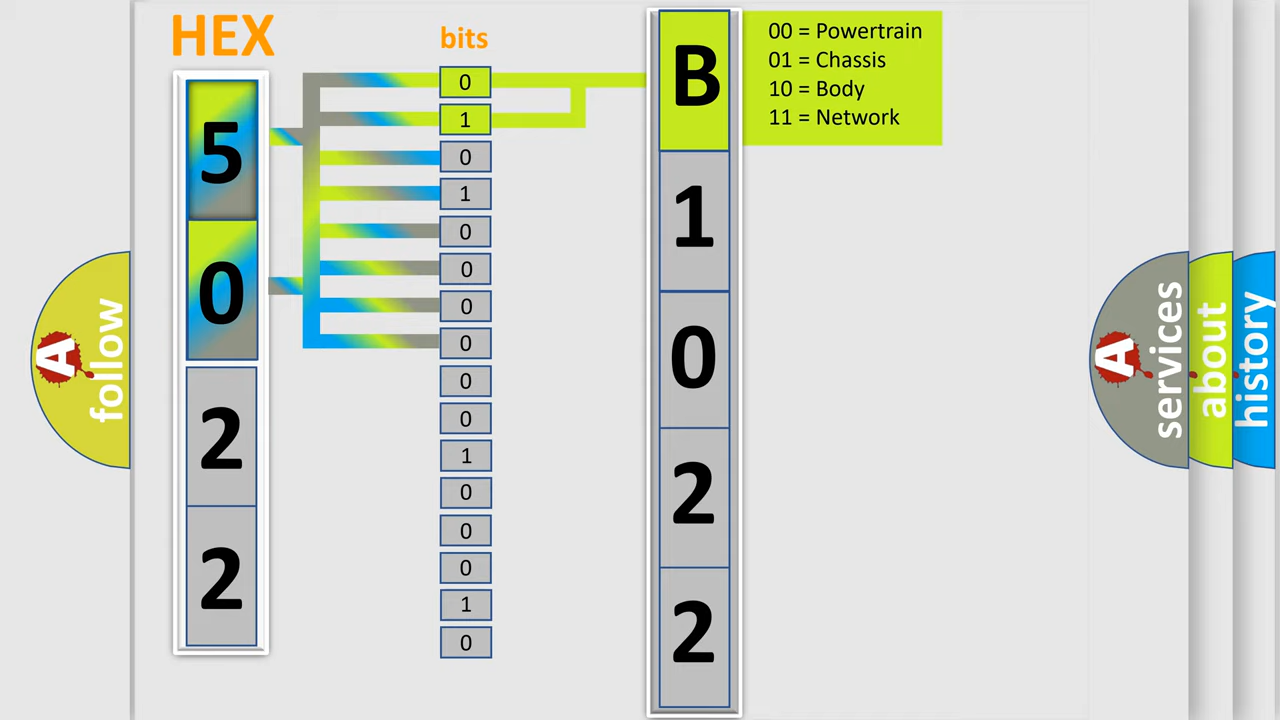 HEX
bits
5
0
2
2
0
1
0
1
0
0
0
0
0
0
1
0
0
0
1
0
B
1
0
2
2
00 = Powertrain
01 = Chassis
10 = Body
11 = Network
A
follow
A
services
about
history